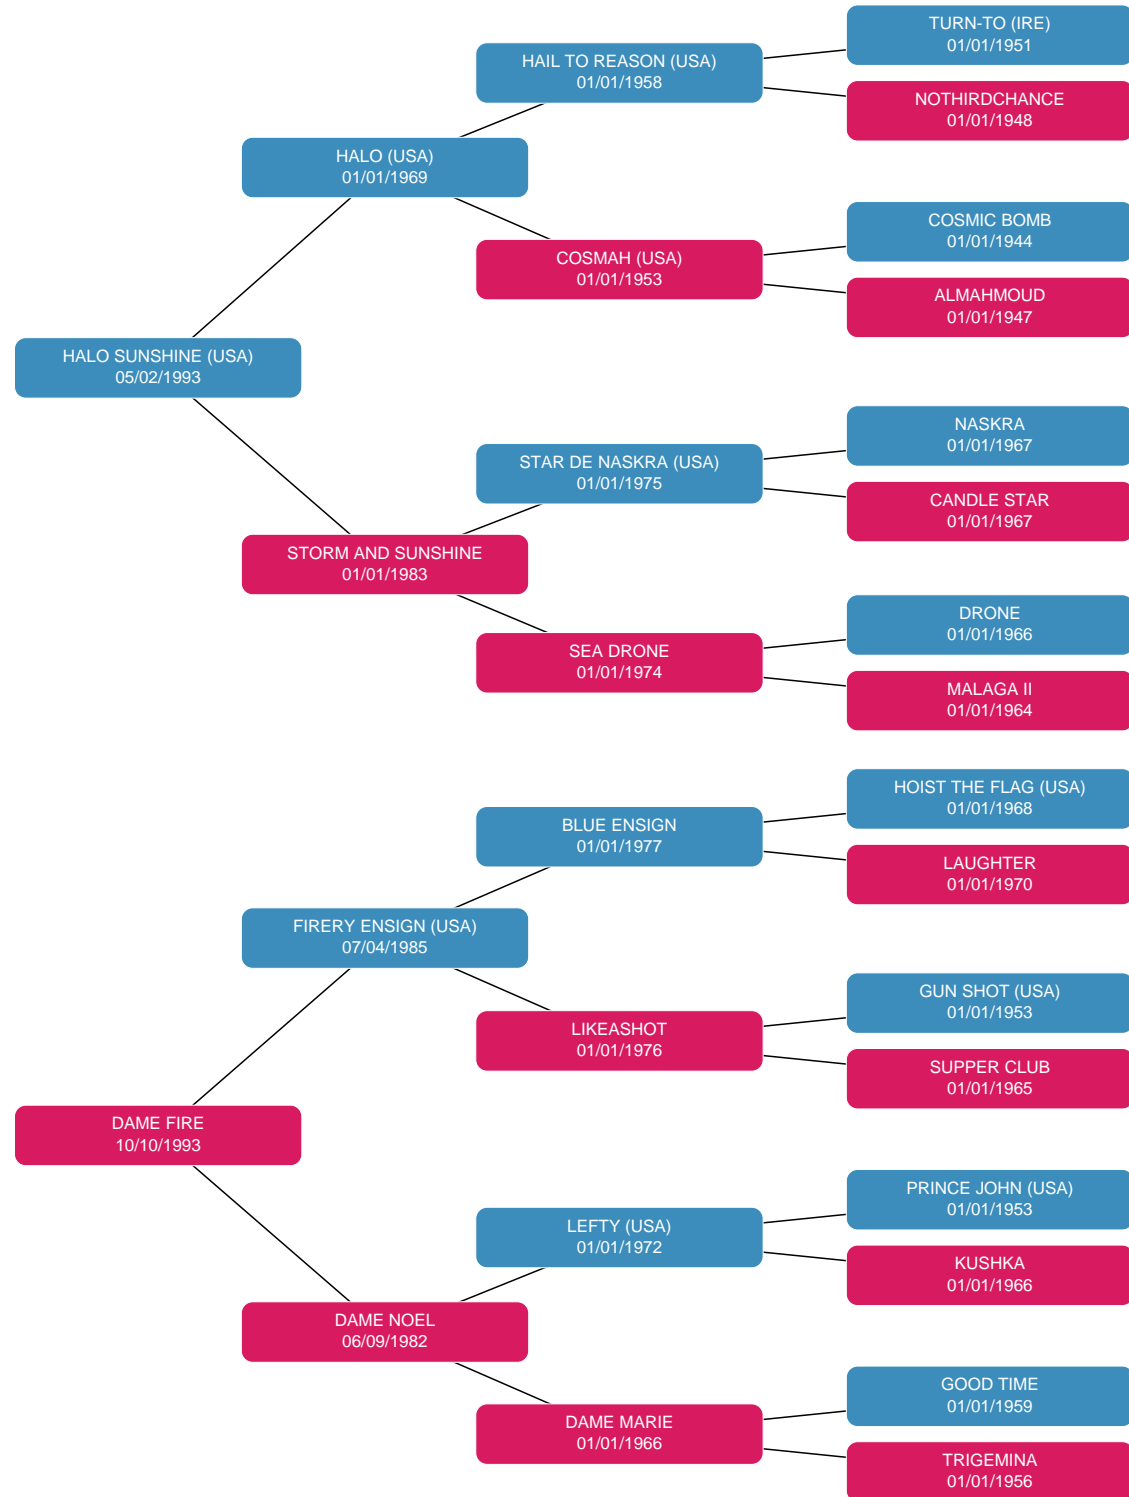 TURN-TO (IRE)
01/01/1951
HAIL TO REASON (USA)
01/01/1958
NOTHIRDCHANCE
01/01/1948
HALO (USA)
01/01/1969
COSMIC BOMB
01/01/1944
COSMAH (USA)
01/01/1953
ALMAHMOUD
01/01/1947
HALO SUNSHINE (USA)
05/02/1993
NASKRA
01/01/1967
STAR DE NASKRA (USA)
01/01/1975
CANDLE STAR
01/01/1967
STORM AND SUNSHINE
01/01/1983
DRONE
01/01/1966
SEA DRONE
01/01/1974
MALAGA II
01/01/1964
HOIST THE FLAG (USA)
01/01/1968
BLUE ENSIGN
01/01/1977
LAUGHTER
01/01/1970
FIRERY ENSIGN (USA)
07/04/1985
GUN SHOT (USA)
01/01/1953
LIKEASHOT
01/01/1976
SUPPER CLUB
01/01/1965
DAME FIRE
10/10/1993
PRINCE JOHN (USA)
01/01/1953
LEFTY (USA)
01/01/1972
KUSHKA
01/01/1966
DAME NOEL
06/09/1982
GOOD TIME
01/01/1959
DAME MARIE
01/01/1966
TRIGEMINA
01/01/1956